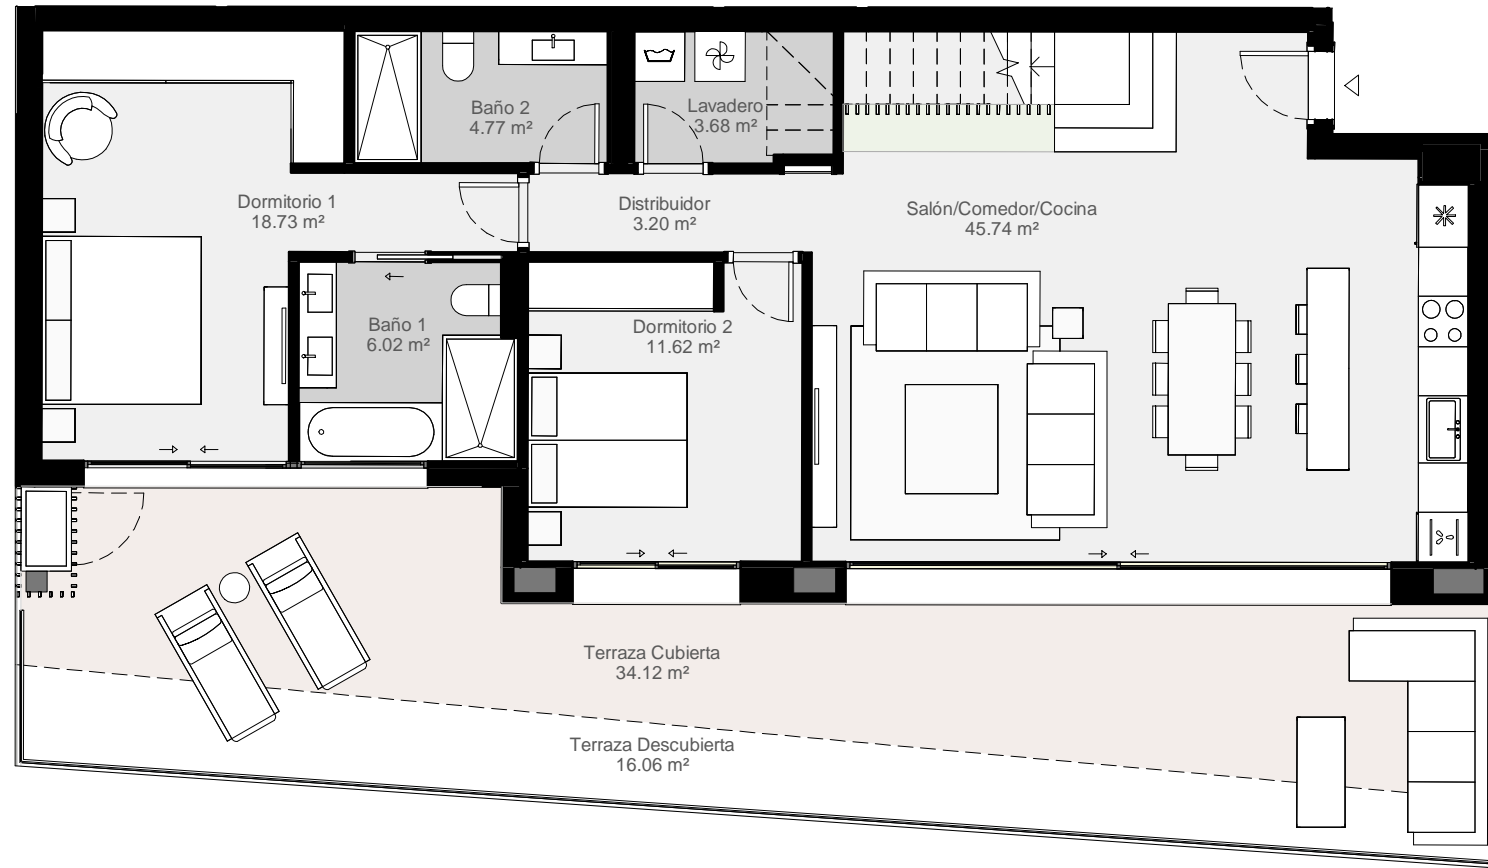 Baño 2
4.77 m²
Lavadero
3.68 m²
Dormitorio 1
18.73 m²
Distribuidor
3.20 m²
Salón/Comedor/Cocina
45.74 m²
Baño 1
6.02 m²
Dormitorio 2
11.62 m²
Terraza Cubierta
34.12 m²
Terraza Descubierta
16.06 m²